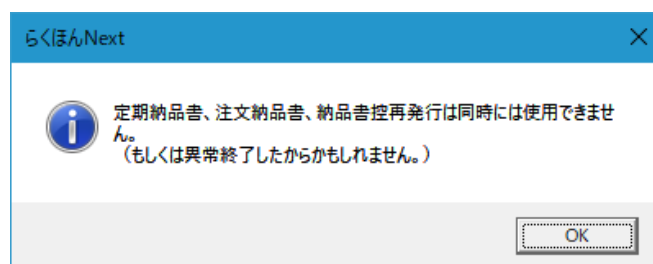 らくほんNext
定期納品書、注文納品書、納品書控再発行は同時には使用できませ
ん。
（もしくは異常終了したからかもしれません。）
OK